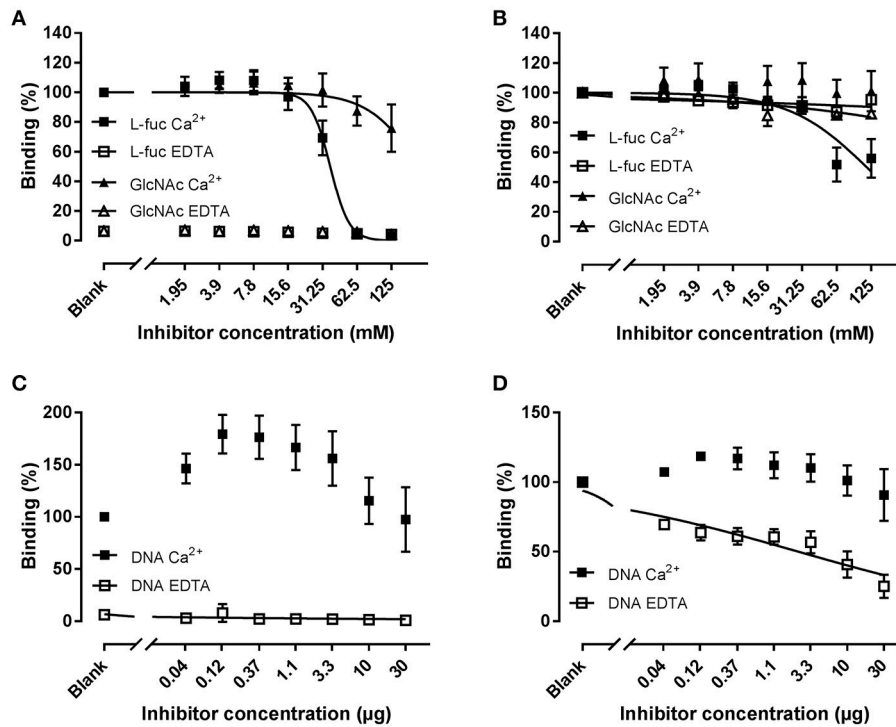 A
140
120
100
80
60
40
20
0
Binding (%)
L-fuc Ca2+
L-fuc EDTA
GlcNAc Ca2+
GlcNAc EDTA
Blank
1.95
3.9
7.8
15.6
31.25
62.5
125
Inhibitor concentration (mM)
B
140
120
100
80
60
40
20
0
Binding (%)
L-fuc Ca2+
L-fuc EDTA
GlcNAc Ca2+
GlcNAc EDTA
Blank
1.95
3.9
7.8
15.6
31.25
62.5
125
Inhibitor concentration (mM)
C
200
150
100
50
0
Binding (%)
DNA Ca2+
DNA EDTA
Blank
0.04
0.12
0.37
1.1
3.3
10
30
Inhibitor concentration (µg)
D
150
100
50
0
Binding (%)
DNA Ca2+
DNA EDTA
Blank
0.04
0.12
0.37
1.1
3.3
10
30
Inhibitor concentration (µg)